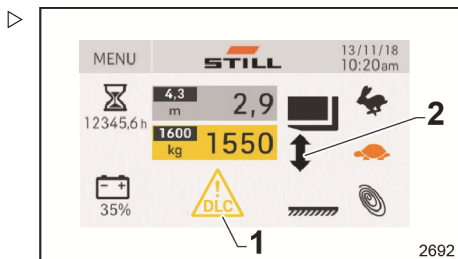 MENU
STILL
13/11/18
10:20am
4,3
m
2,9
12345,6 h
1600
kg
1550
2
- +
35%
DLC
1
2692